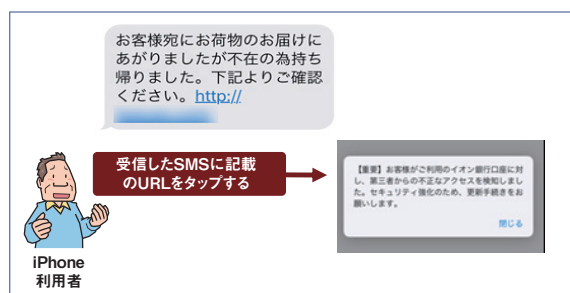 お客様宛にお荷物のお届けに
あがりましたが不在の為持ち
帰りました。下記よりご確認
ください。http://
受信したSMSに記載
のURLをタップする
【重要】お客様がご利用のイオン銀行口座に対
し、第三者からの不正なアクセスを検知しまし
た。セキュリティ強化のため、更新手続きをお
願いします。
閉じる
iPhone
利用者